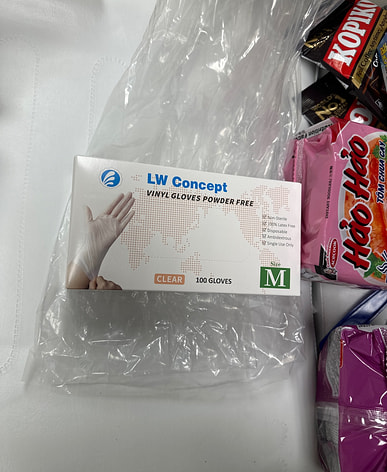 KOPIKO
LW Concept
VINYL GLOVES POWDER FREE
Non-Sterile
100% Latex Free
Disposable
Ambidextrous
Single Use Only
CLEAR
100 GLOVES
Size
M
Hảo Hảo
TÔM CHUA CAY